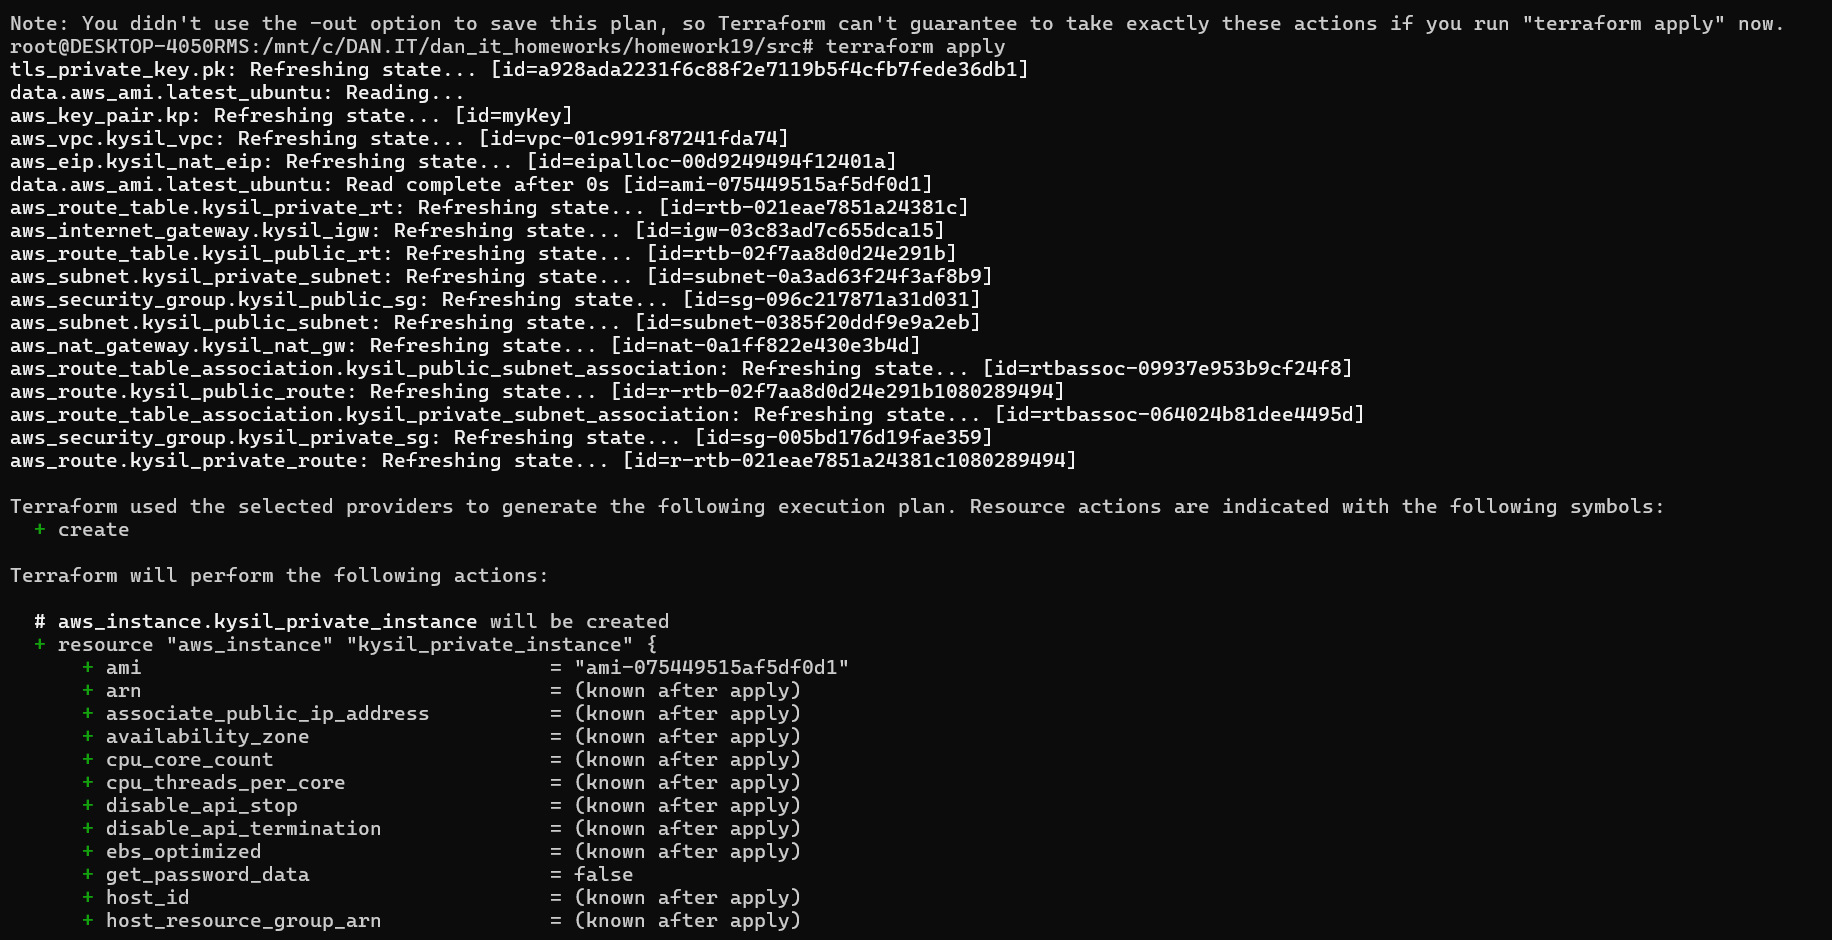 Note: You didn't use the -out option to save this plan, so Terraform can't guarantee to take exactly these actions if you run "terraform apply" now.
root@DESKTOP-4050RMS:/mnt/c/DAN.IT/dan_it_homeworks/homework19/src# terraform apply
tls_private_key.pk: Refreshing state... [id=a928ada2231f6c88f2e7119b5f4cfb7fede36db1]
data.aws_ami.latest_ubuntu: Reading...
aws_key_pair.kp: Refreshing state... [id=myKey]
aws_vpc.kysil_vpc: Refreshing state... [id=vpc-01c991f87241fda74]
aws_eip.kysil_nat_eip: Refreshing state... [id=eipalloc-00d9249494f12401a]
data.aws_ami.latest_ubuntu: Read complete after 0s [id=ami-075449515af5df0d1]
aws_route_table.kysil_private_rt: Refreshing state... [id=rtb-021eae7851a24381c]
aws_internet_gateway.kysil_igw: Refreshing state... [id=igw-03c83ad7c655dca15]
aws_route_table.kysil_public_rt: Refreshing state... [id=rtb-02f7aa8d0d24e291b]
aws_subnet.kysil_private_subnet: Refreshing state... [id=subnet-0a3ad63f24f3af8b9]
aws_security_group.kysil_public_sg: Refreshing state... [id=sg-096c217871a31d031]
aws_subnet.kysil_public_subnet: Refreshing state... [id=subnet-0385f20ddf9e9a2eb]
aws_nat_gateway.kysil_nat_gw: Refreshing state... [id=nat-0a1ff822e430e3b4d]
aws_route_table_association.kysil_public_subnet_association: Refreshing state... [id=rtbassoc-09937e953b9cf24f8]
aws_route.kysil_public_route: Refreshing state... [id=r-rtb-02f7aa8d0d24e291b1080289494]
aws_route_table_association.kysil_private_subnet_association: Refreshing state... [id=rtbassoc-064024b81dee4495d]
aws_security_group.kysil_private_sg: Refreshing state... [id=sg-005bd176d19fae359]
aws_route.kysil_private_route: Refreshing state... [id=r-rtb-021eae7851a24381c1080289494]

Terraform used the selected providers to generate the following execution plan. Resource actions are indicated with the following symbols:
  + create

Terraform will perform the following actions:

  # aws_instance.kysil_private_instance will be created
  + resource "aws_instance" "kysil_private_instance" {
      + ami                                  = "ami-075449515af5df0d1"
      + arn                                  = (known after apply)
      + associate_public_ip_address          = (known after apply)
      + availability_zone                    = (known after apply)
      + cpu_core_count                       = (known after apply)
      + cpu_threads_per_core                 = (known after apply)
      + disable_api_stop                     = (known after apply)
      + disable_api_termination              = (known after apply)
      + ebs_optimized                        = (known after apply)
      + get_password_data                    = false
      + host_id                              = (known after apply)
      + host_resource_group_arn              = (known after apply)